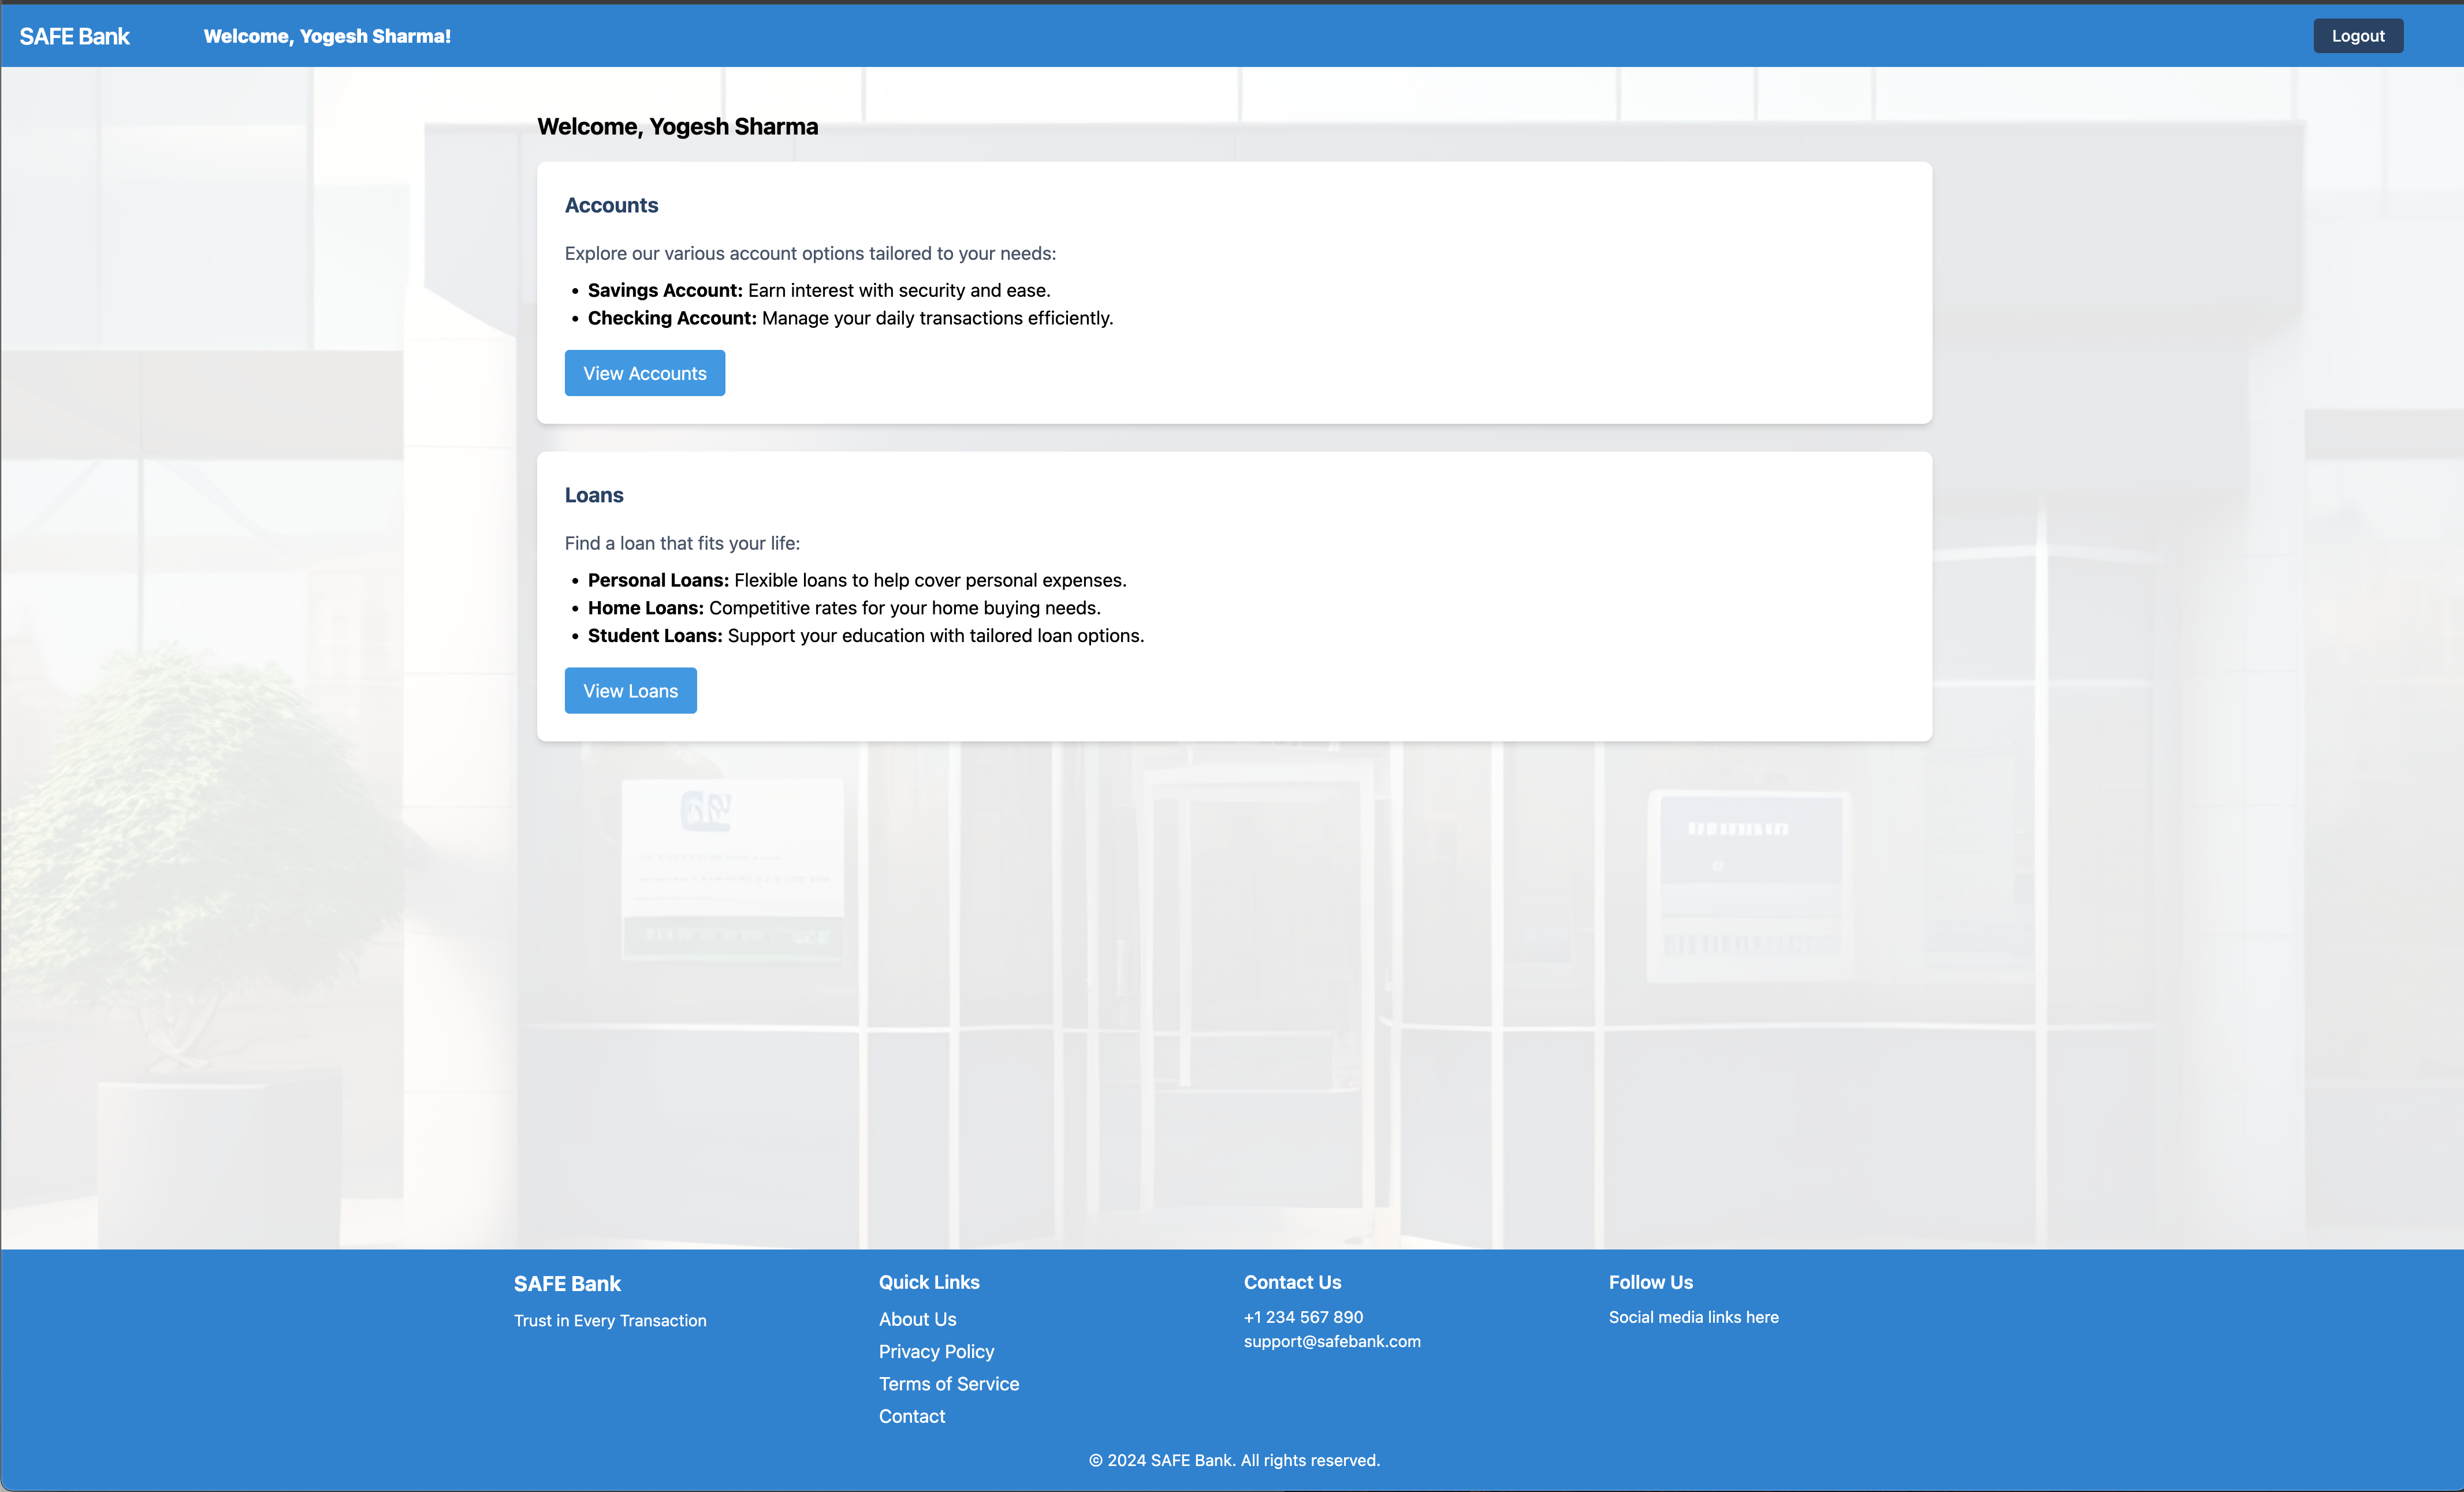 SAFE Bank
Welcome, Yogesh Sharma!
Logout
Welcome, Yogesh Sharma
Accounts
Explore our various account options tailored to your needs:
• Savings Account: Earn interest with security and ease.
• Checking Account: Manage your daily transactions efficiently.
View Accounts
Loans
Find a loan that fits your life:
• Personal Loans: Flexible loans to help cover personal expenses.
• Home Loans: Competitive rates for your home buying needs.
• Student Loans: Support your education with tailored loan options.
View Loans
SAFE Bank
Trust in Every Transaction
Quick Links
About Us
Privacy Policy
Terms of Service
Contact
Contact Us
+1 234 567 890
support@safebank.com
Follow Us
Social media links here
© 2024 SAFE Bank. All rights reserved.